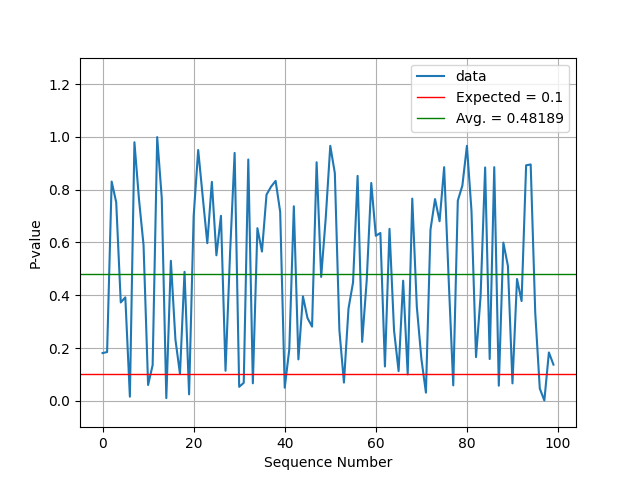 data
Expected = 0.1
Avg. = 0.48189
1.2
1.0
0.8
0.6
0.4
0.2
0.0
P-value
0 20 40 60 80 100
Sequence Number